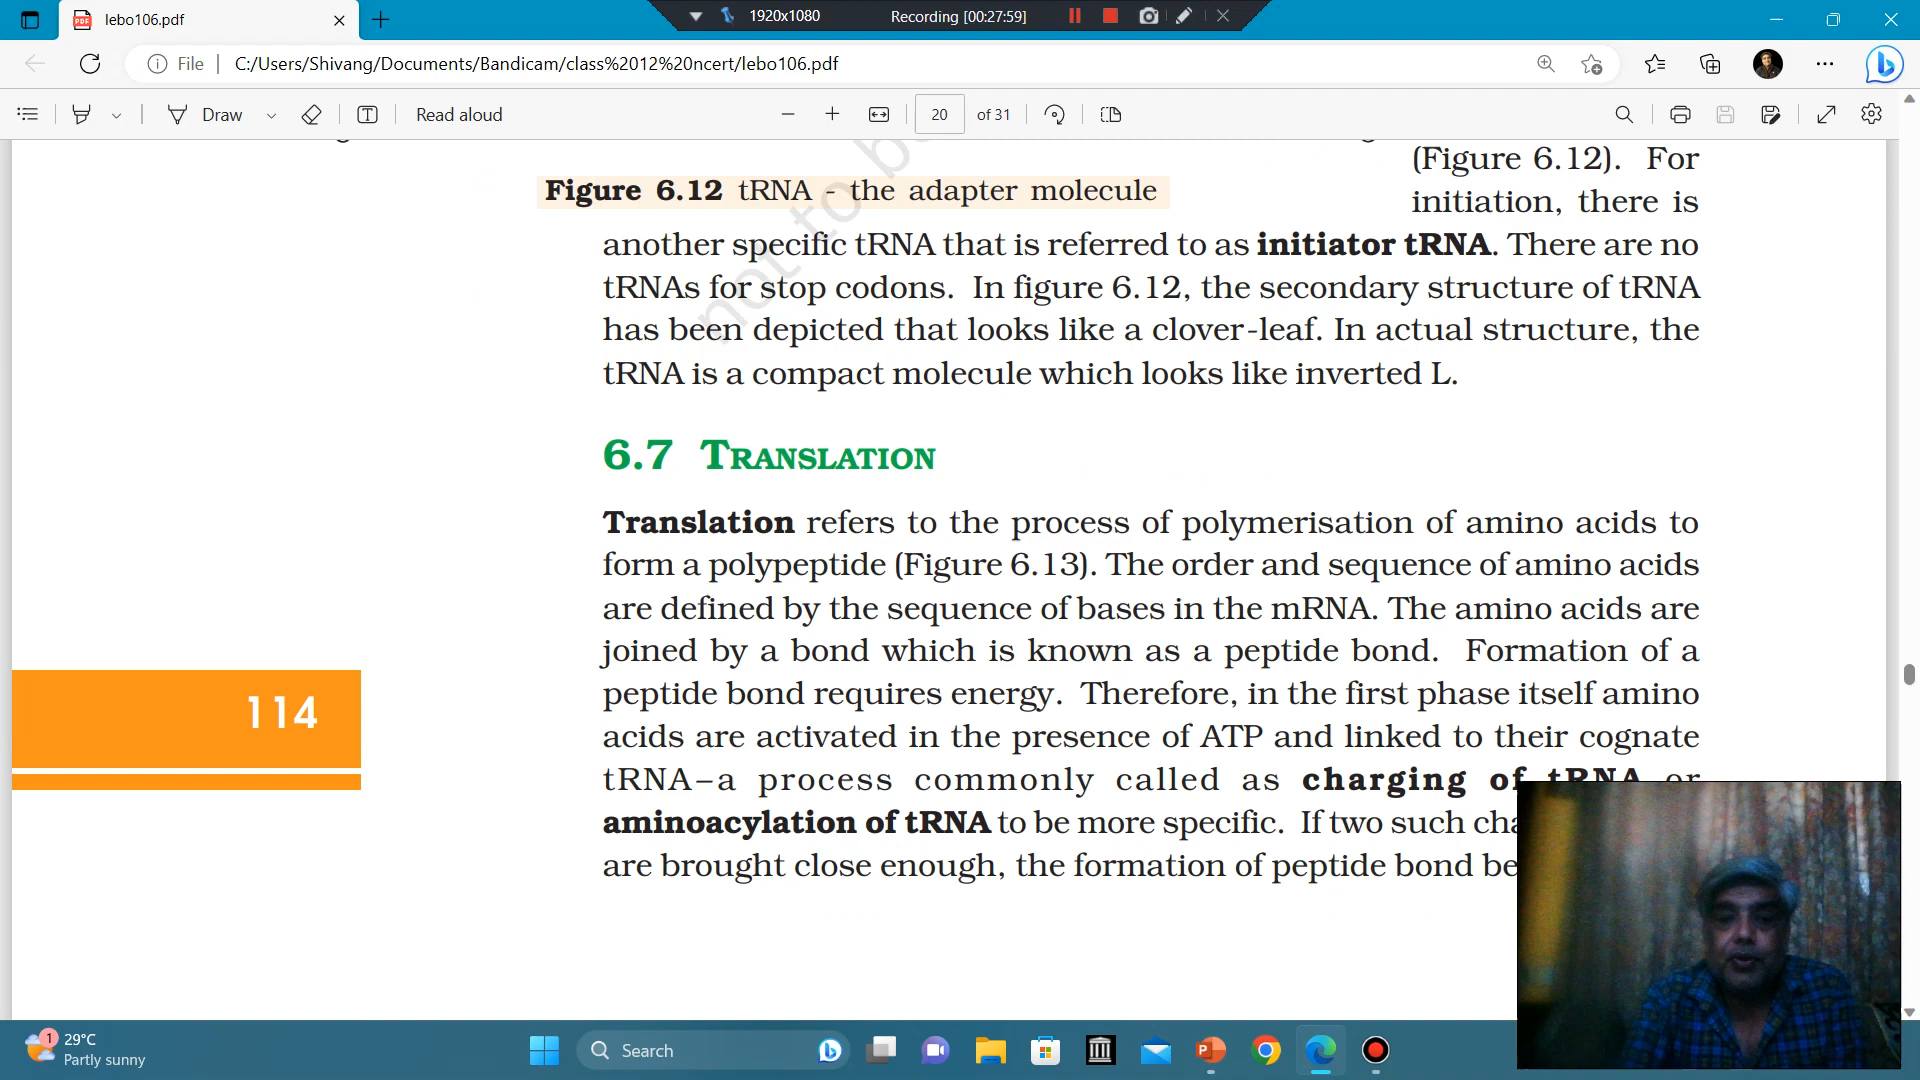 lebo106.pdf
1920x1080
Recording [00:27:59]
File
C:/Users/Shivang/Documents/Bandicam/class%2012%20ncert/lebo106.pdf
Draw
Read aloud
20
of 31
(Figure 6.12). For
Figure 6.12 tRNA - the adapter molecule
initiation, there is
another specific tRNA that is referred to as initiator tRNA. There are no
tRNAs for stop codons. In figure 6.12, the secondary structure of tRNA
has been depicted that looks like a clover-leaf. In actual structure, the
tRNA is a compact molecule which looks like inverted L.
not to be
6.7 TRANSLATION
Translation refers to the process of polymerisation of amino acids to
form a polypeptide (Figure 6.13). The order and sequence of amino acids
are defined by the sequence of bases in the mRNA. The amino acids are
joined by a bond which is known as a peptide bond. Formation of a
peptide bond requires energy. Therefore, in the first phase itself amino
114
acids are activated in the presence of ATP and linked to their cognate
tRNA–a process commonly called as charging of tRNA or
aminoacylation of tRNA to be more specific. If two such cha
are brought close enough, the formation of peptide bond be
1
29°C
Partly sunny
Search